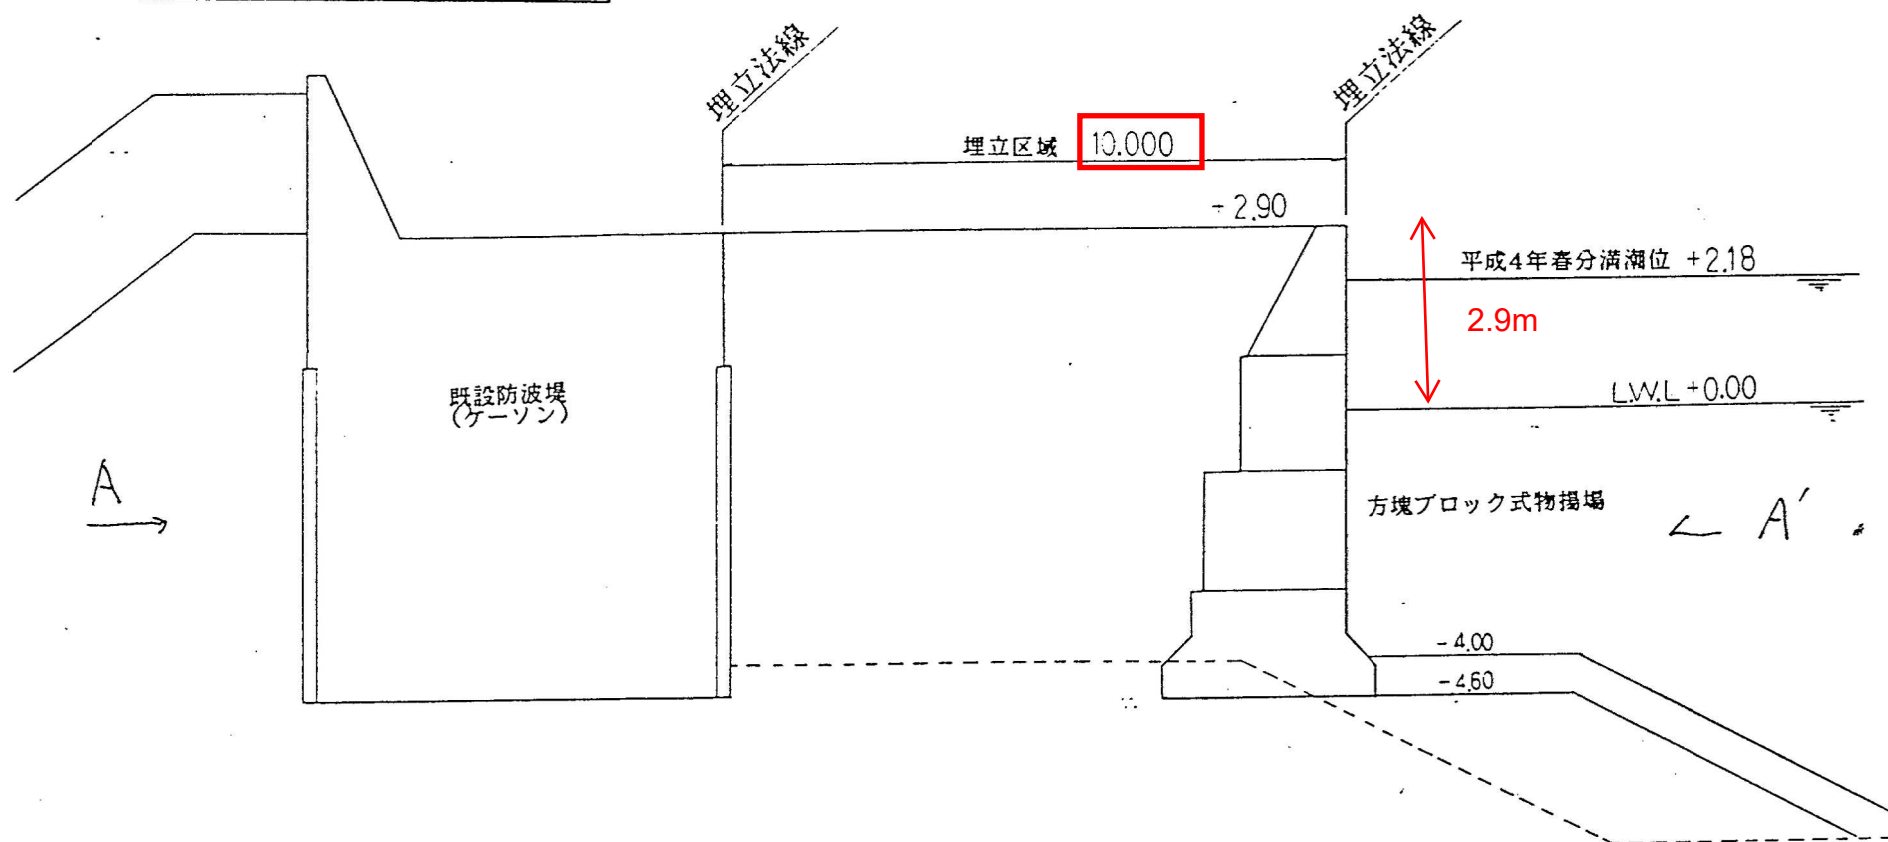 埋立法線
埋立法線
埋立区域 10.000
+2.90
平成4年春分満潮位 +2.18
2.9m
L.W.L +0.00
既設防波堤
(ケーソン)
A
方塊ブロック式物揚場
A'
-4.00
-4.60